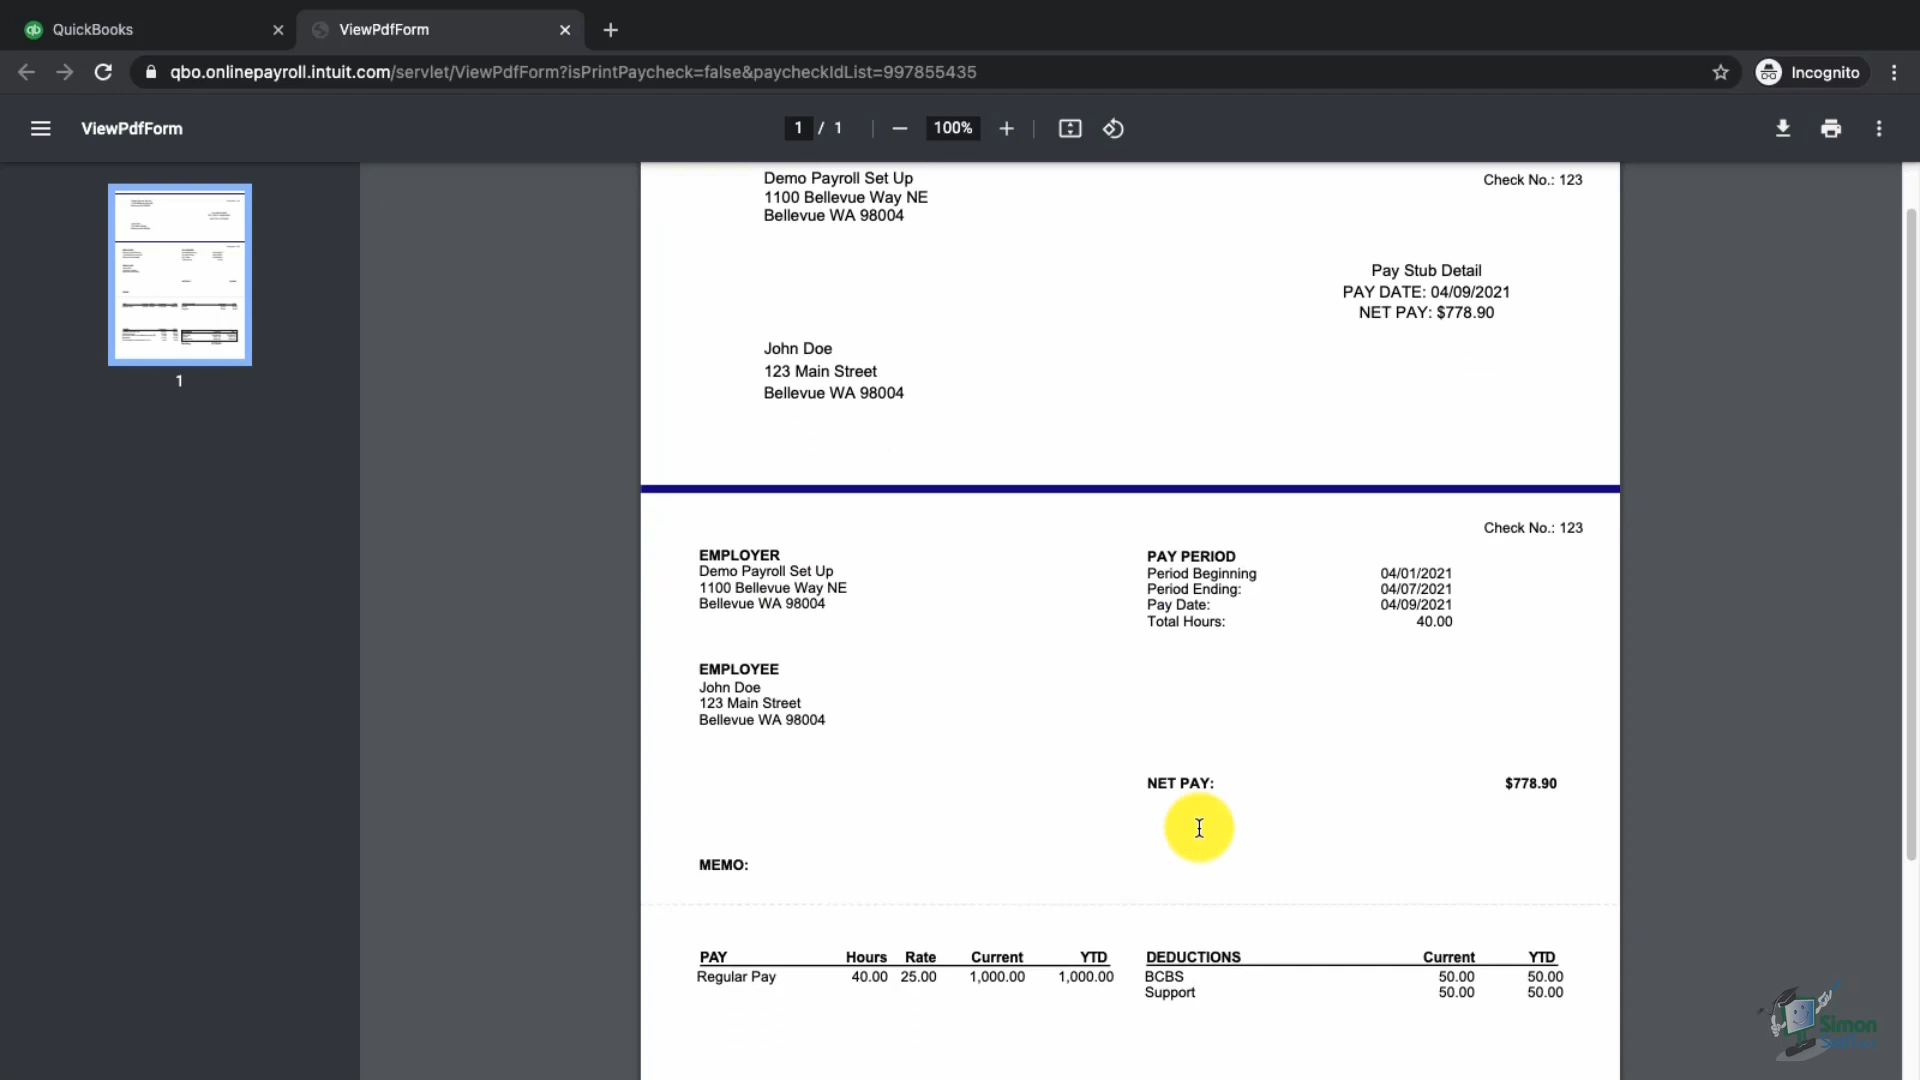 QuickBooks
ViewPdfForm
qbo.onlinepayroll.intuit.com/servlet/ViewPdfForm?isPrintPaycheck=false&paycheckIdList=997855435
Incognito
ViewPdfForm
1 / 1
100%
1
Demo Payroll Set Up
1100 Bellevue Way NE
Bellevue WA 98004
Check No.: 123
Pay Stub Detail
PAY DATE: 04/09/2021
NET PAY: $778.90
John Doe
123 Main Street
Bellevue WA 98004
Check No.: 123
EMPLOYER
Demo Payroll Set Up
1100 Bellevue Way NE
Bellevue WA 98004
PAY PERIOD
Period Beginning 04/01/2021
Period Ending: 04/07/2021
Pay Date: 04/09/2021
Total Hours: 40.00
EMPLOYEE
John Doe
123 Main Street
Bellevue WA 98004
NET PAY: $778.90
MEMO:
PAY Hours Rate Current YTD
Regular Pay 40.00 25.00 1,000.00 1,000.00
DEDUCTIONS Current YTD
BCBS 50.00 50.00
Support 50.00 50.00
Simon